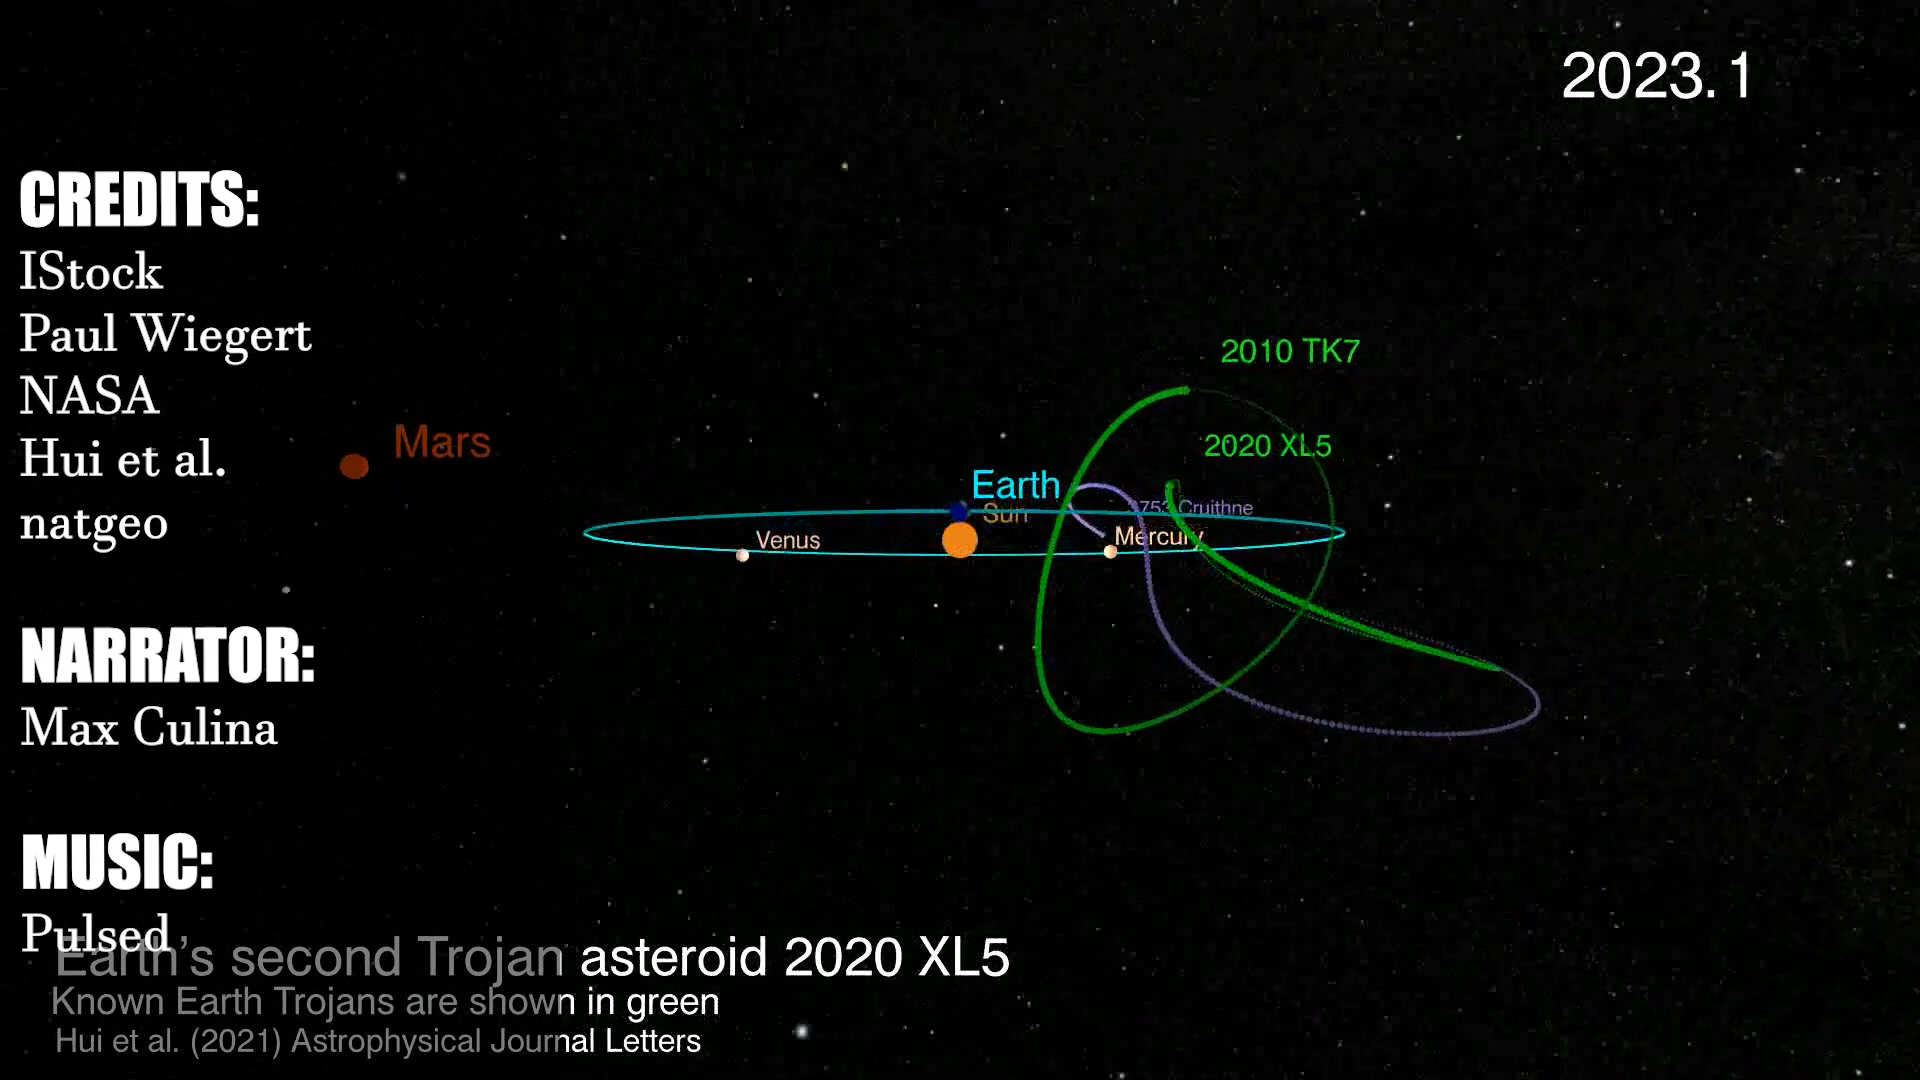 2023.1
CREDITS:
IStock
Paul Wiegert
NASA
Hui et al.
natgeo
NARRATOR:
Max Culina
MUSIC:
Pulsed
2010 TK7
2020 XL5
Mars
Earth
Sun
3753 Cruithne
Venus
Mercury
Earth's second Trojan asteroid 2020 XL5
Known Earth Trojans are shown in green
Hui et al. (2021) Astrophysical Journal Letters